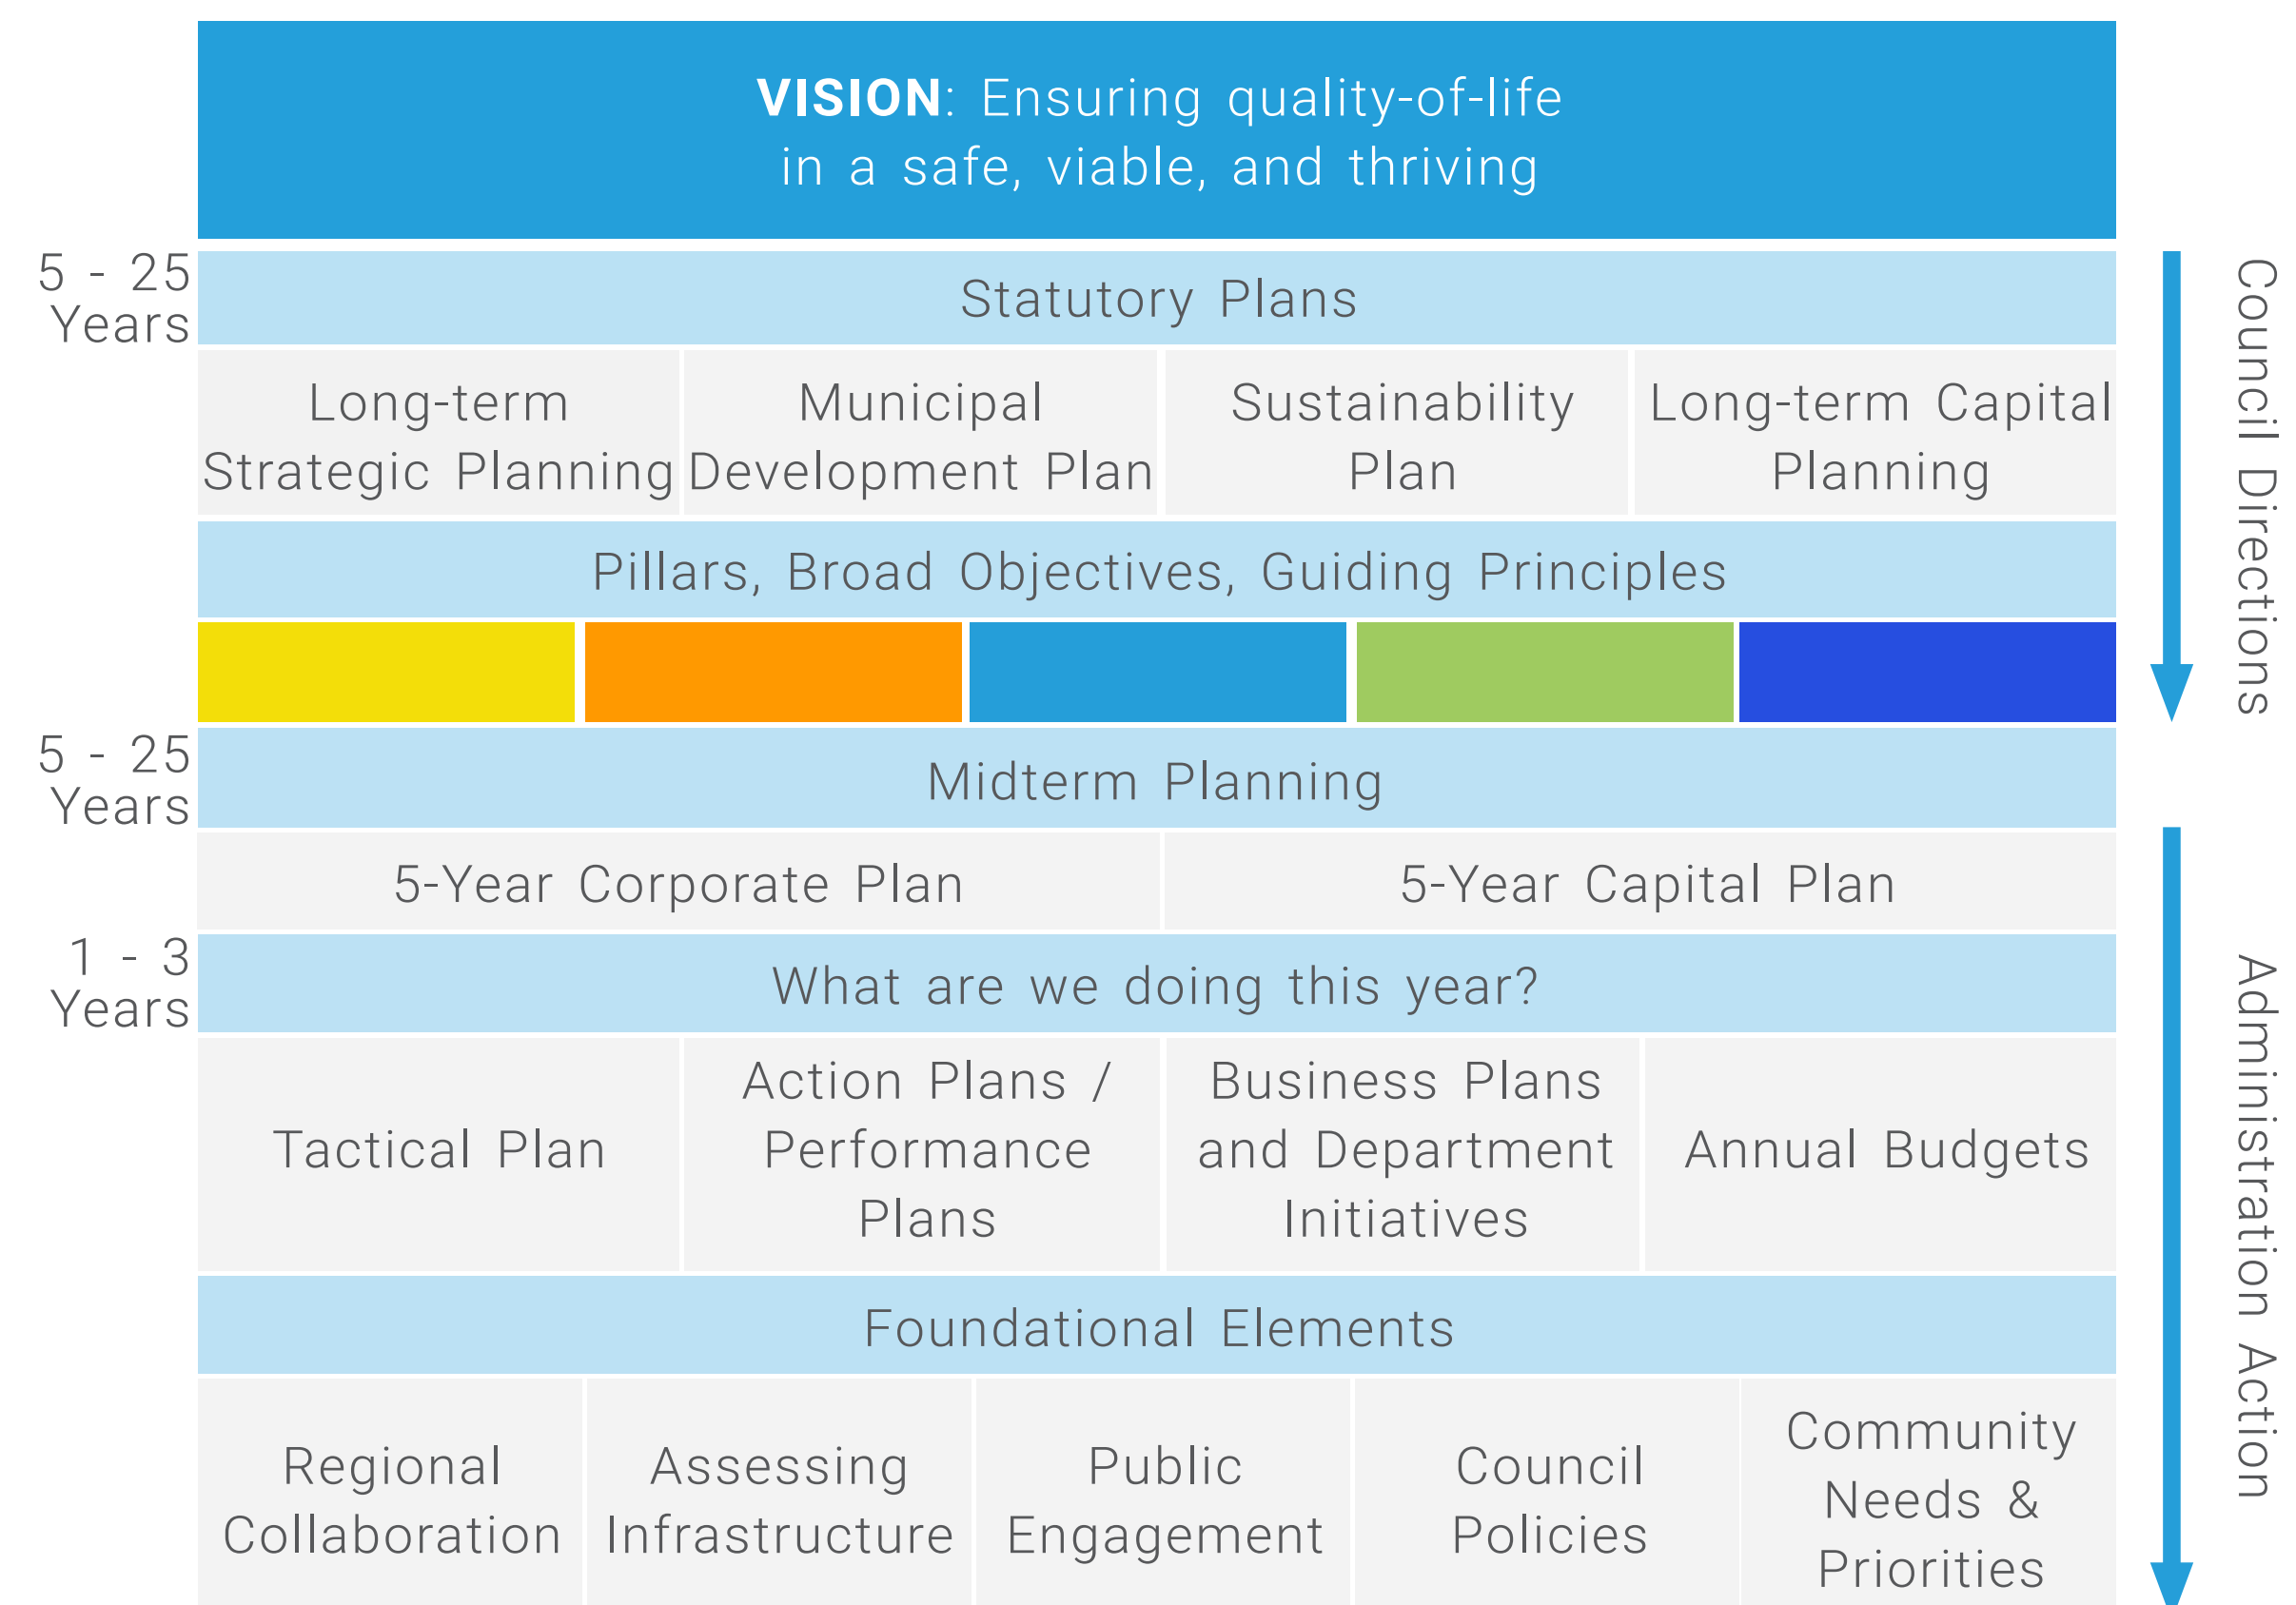 VISION: Ensuring quality-of-life
in a safe, viable, and thriving
5 - 25
Years
Statutory Plans
Long-term
Strategic Planning
Municipal
Development Plan
Sustainability
Plan
Long-term Capital
Planning
Pillars, Broad Objectives, Guiding Principles
Council Directions
5 - 25
Years
Midterm Planning
5-Year Corporate Plan
5-Year Capital Plan
1 - 3
Years
What are we doing this year?
Tactical Plan
Action Plans /
Performance
Plans
Business Plans
and Department
Initiatives
Annual Budgets
Foundational Elements
Regional
Collaboration
Assessing
Infrastructure
Public
Engagement
Council
Policies
Community
Needs &
Priorities
Administration Action